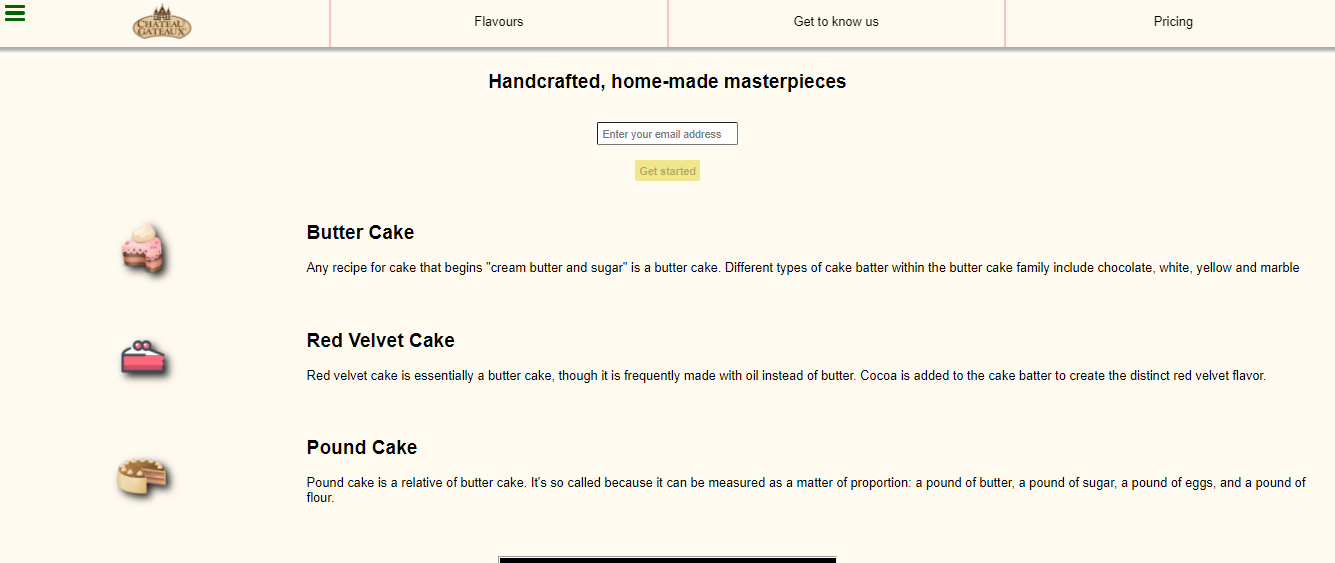 CHATEAU
GATEAUX
Flavours
Get to know us
Pricing
Handcrafted, home-made masterpieces
Enter your email address
Get started
Butter Cake
Any recipe for cake that begins "cream butter and sugar" is a butter cake. Different types of cake batter within the butter cake family include chocolate, white, yellow and marble
Red Velvet Cake
Red velvet cake is essentially a butter cake, though it is frequently made with oil instead of butter. Cocoa is added to the cake batter to create the distinct red velvet flavor.
Pound Cake
Pound cake is a relative of butter cake. It's so called because it can be measured as a matter of proportion: a pound of butter, a pound of sugar, a pound of eggs, and a pound of
flour.